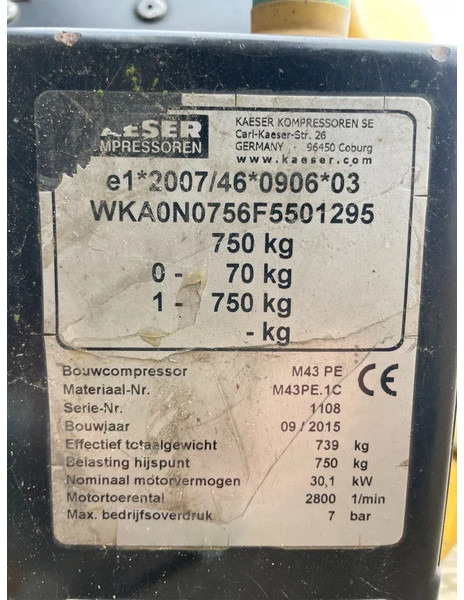 KAESER
KOMPRESSOREN
KAESER KOMPRESSOREN SE
Carl-Kaeser-Str. 26
GERMANY - 96450 Coburg
www.kaeser.com
e1*2007/46*0906*03
WKA0N0756F5501295
750 kg
0 - 70 kg
1 - 750 kg
- kg
Bouwcompressor M43 PE
Materiaal-Nr. M43PE.1C
Serie-Nr. 1108
Bouwjaar 09/2015
Effectief totaalgewicht 739 kg
Belasting hijspunt 750 kg
Nominaal motorvermogen 30,1 kW
Motortoerental 2800 1/min
Max. bedrijfsoverdruk 7 bar
CE